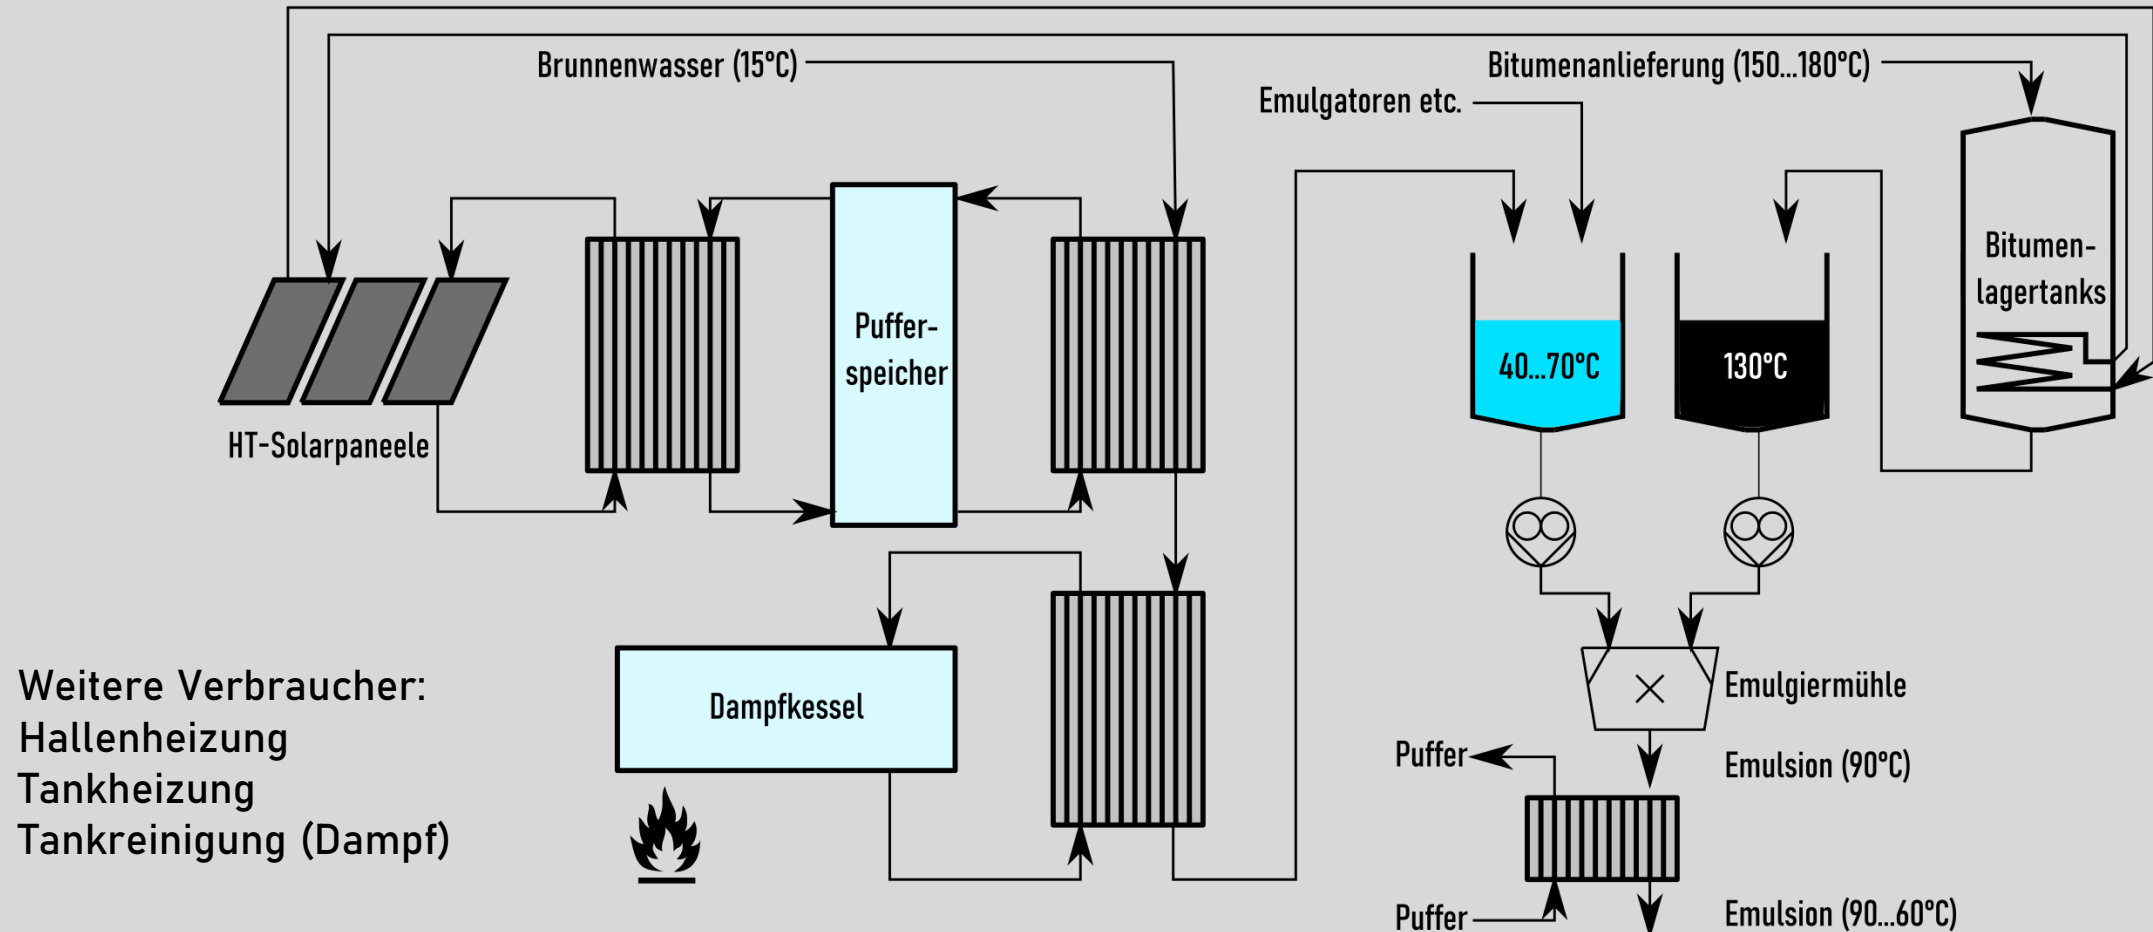 Brunnenwasser (15°C)
Bitumenanlieferung (150...180°C)
Emulgatoren etc.
Puffer-
speicher
Bitumen-
lagertanks
40...70°C
130°C
HT-Solarpaneele
Dampfkessel
Weitere Verbraucher:
Hallenheizung
Tankheizung
Tankreinigung (Dampf)
Emulgiermühle
Puffer
Emulsion (90°C)
Puffer
Emulsion (90...60°C)